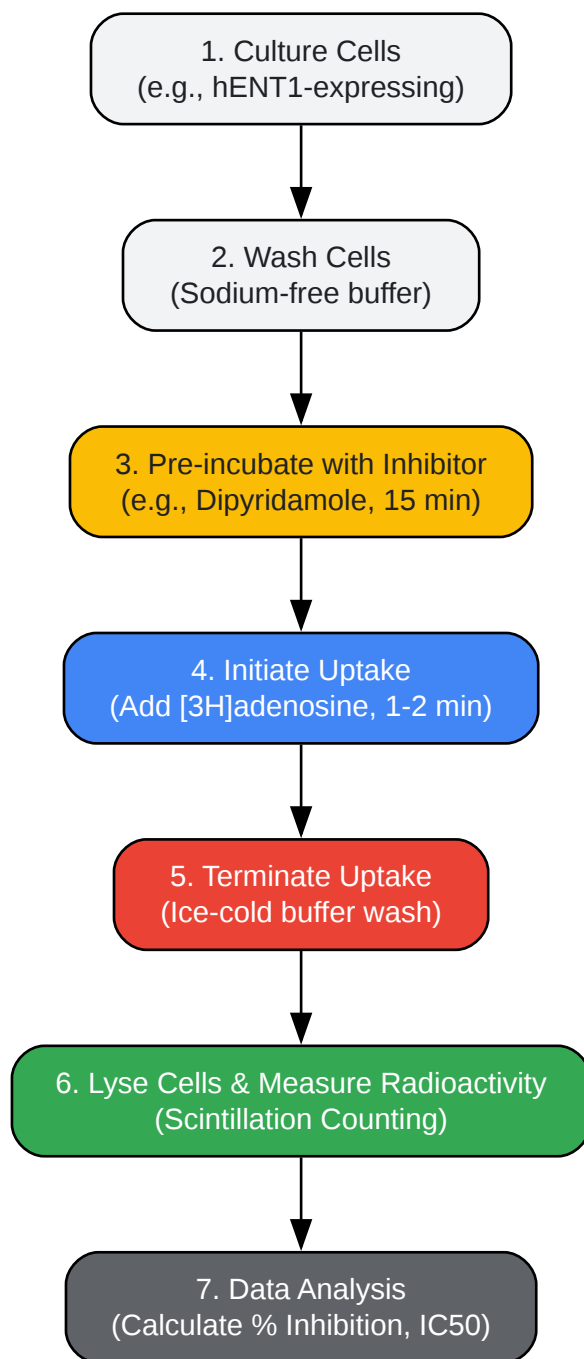 1. Culture Cells
(e.g., hENT1-expressing)
2. Wash Cells
(Sodium-free buffer)
3. Pre-incubate with Inhibitor
(e.g., Dipyridamole, 15 min)
4. Initiate Uptake
(Add [3H]adenosine, 1-2 min)
5. Terminate Uptake
(Ice-cold buffer wash)
6. Lyse Cells & Measure Radioactivity
(Scintillation Counting)
7. Data Analysis
(Calculate % Inhibition, IC50)